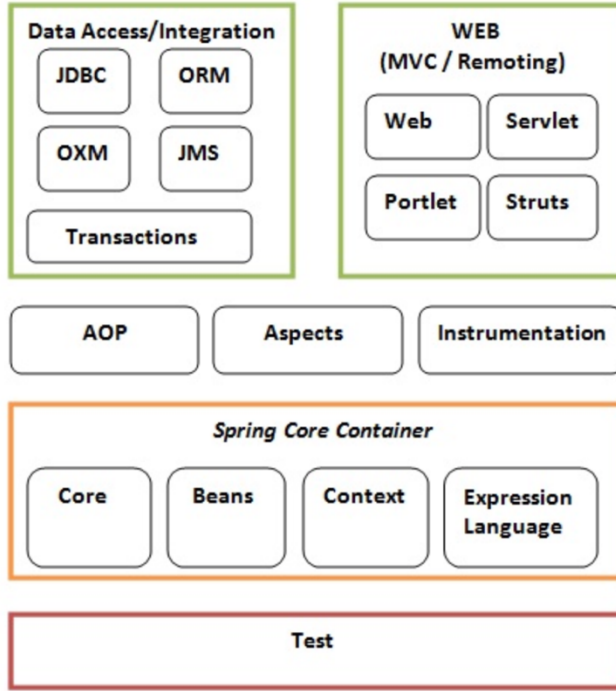 Data Access/Integration
JDBC
ORM
OXM
JMS
Transactions
WEB
(MVC / Remoting)
Web
Servlet
Portlet
Struts
AOP
Aspects
Instrumentation
Spring Core Container
Core
Beans
Context
Expression
Language
Test